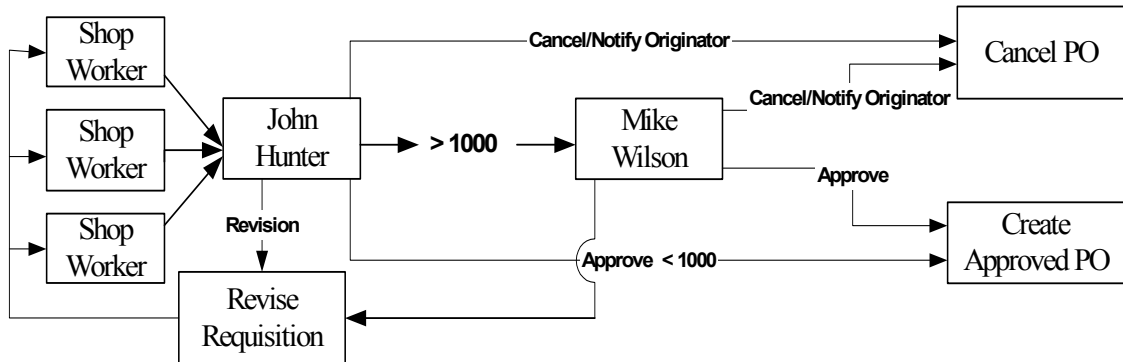 Shop
Worker
Cancel/Notify Originator
Cancel PO
Shop
Worker
John
Hunter
> 1000
Mike
Wilson
Cancel/Notify Originator
Approve
Shop
Worker
Revision
Approve < 1000
Create
Approved PO
Revise
Requisition